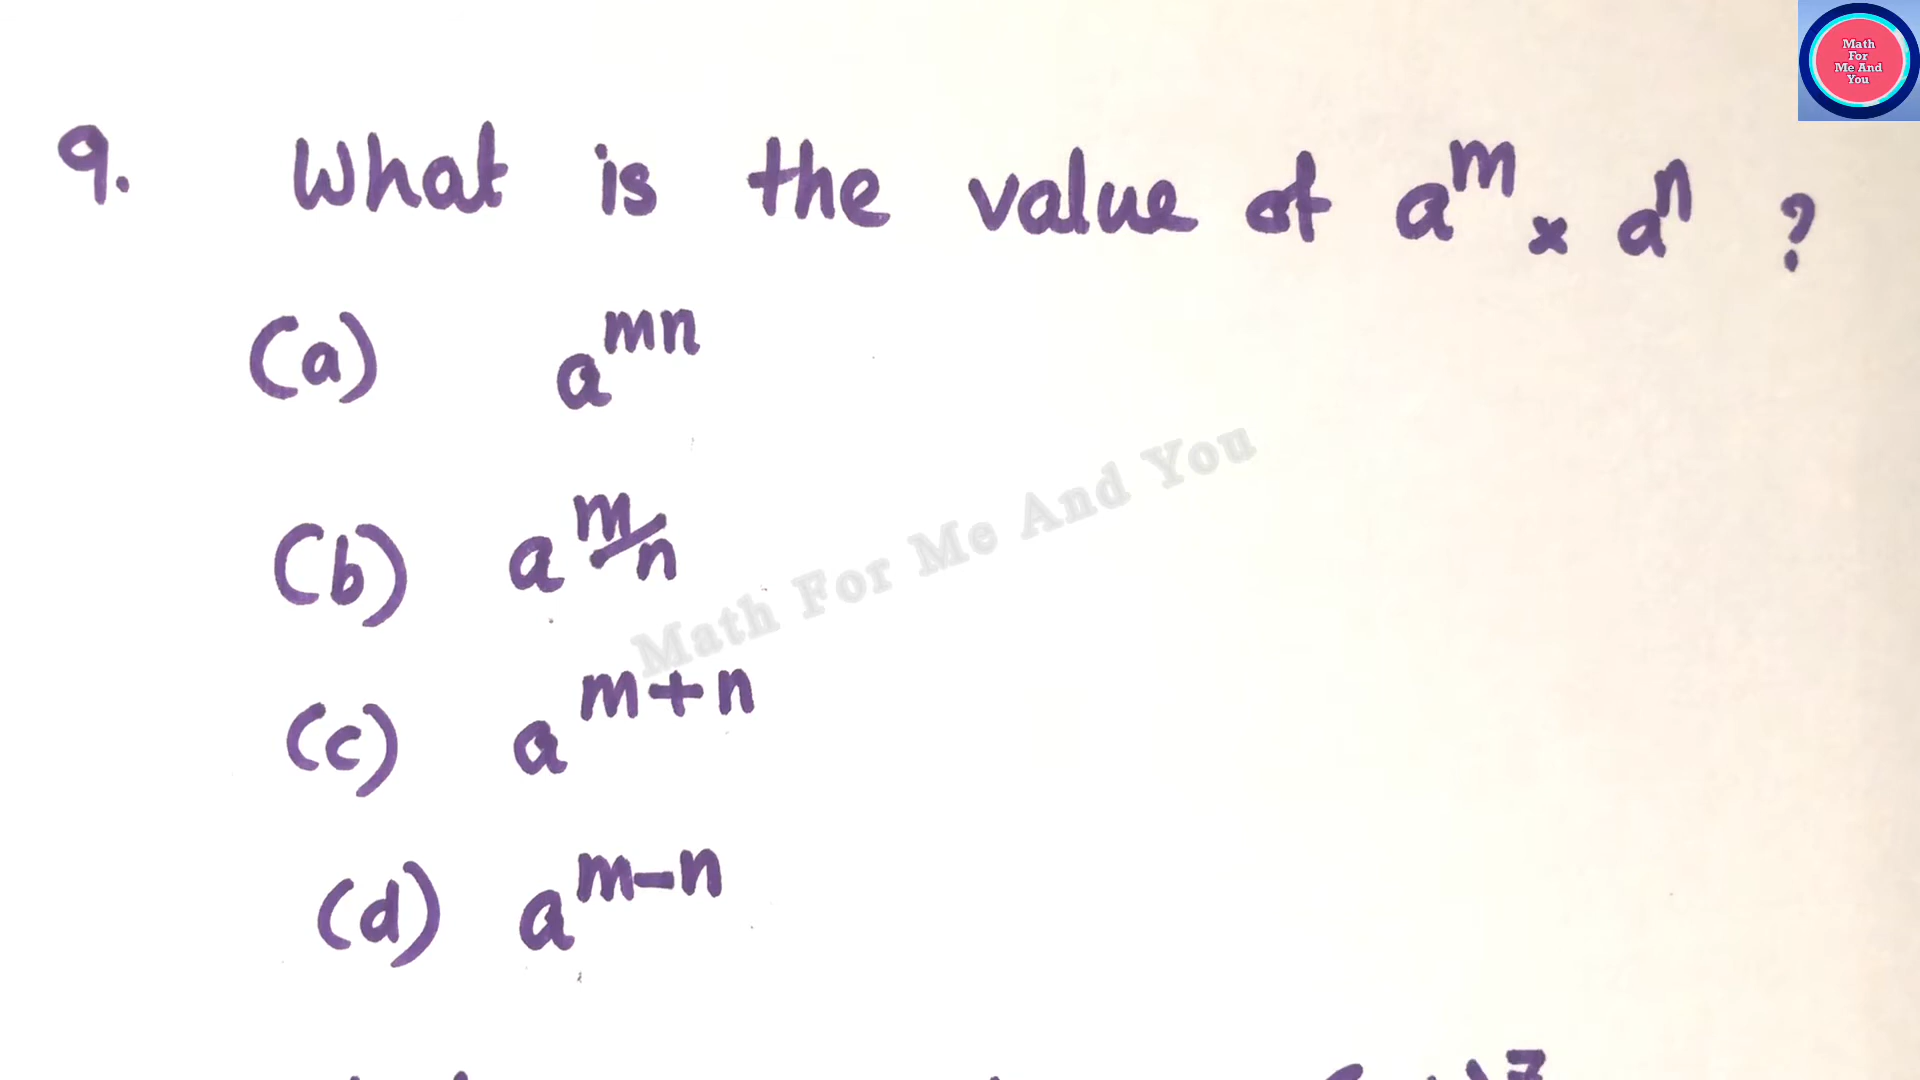 Math
For
Me And
You
9. What is the value of a^m × a^n ?
(a) a^mn
(b) a^m/n
(c) a^m+n
(d) a^m-n
Math For Me And You